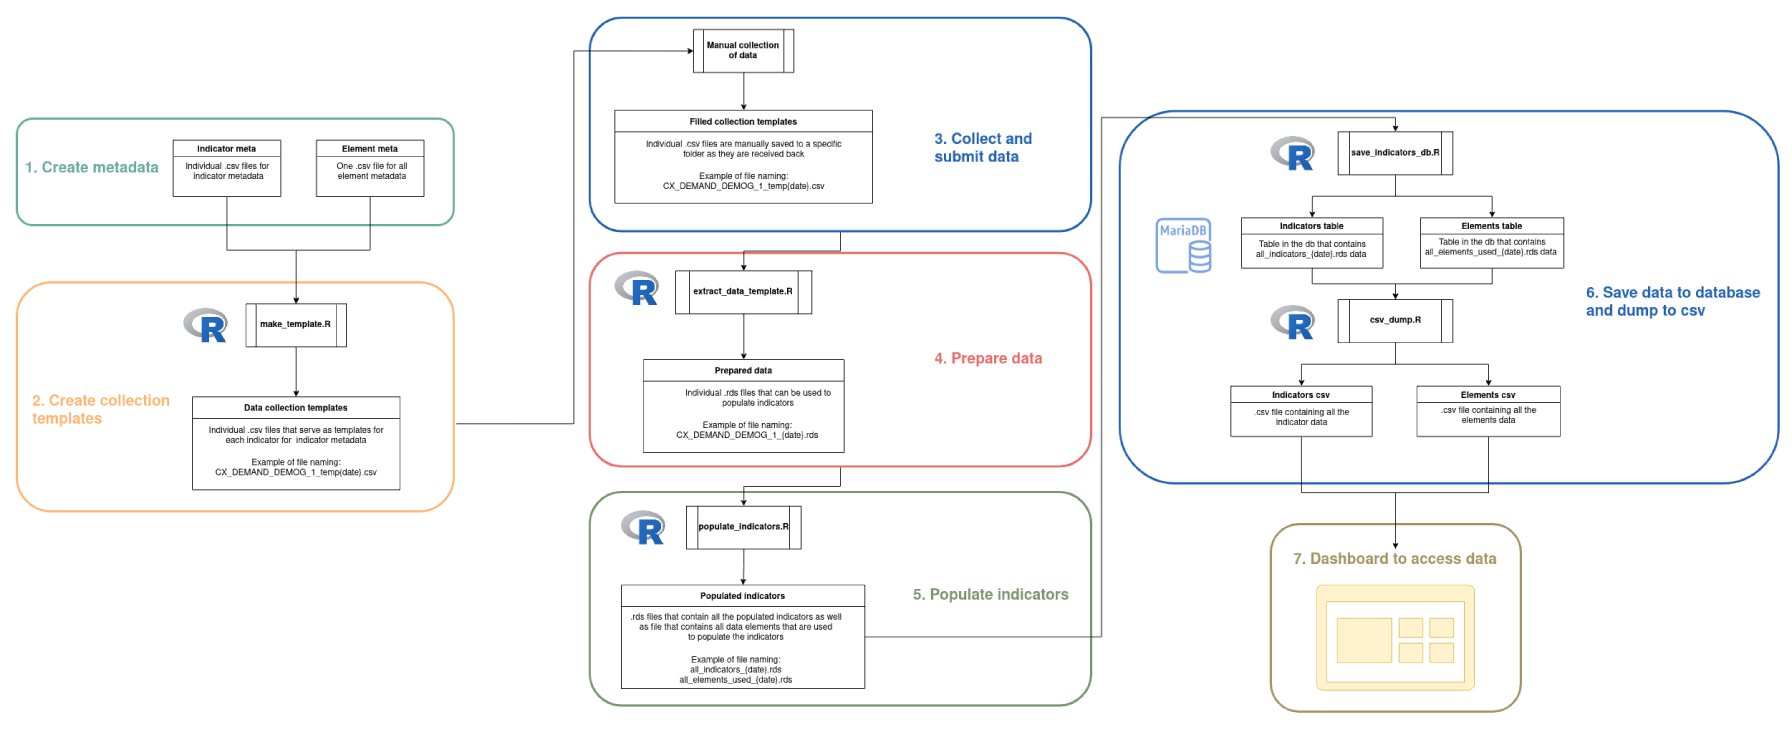 1. Create metadata
Indicator meta
Individual .csv files for
indicator metadata
Element meta
One .csv file for all
element metadata
2. Create collection
templates
R
make_template.R
Data collection templates
Individual .csv files that serve as templates for
each indicator for indicator metadata
Example of file naming:
CX_DEMAND_DEMOG_1_temp{date}.csv
Manual collection
of data
Filled collection templates
Individual .csv files are manually saved to a specific
folder as they are received back
Example of file naming:
CX_DEMAND_DEMOG_1_temp{date}.csv
3. Collect and
submit data
R
extract_data_template.R
Prepared data
Individual .rds files that can be used to
populate indicators
Example of file naming:
CX_DEMAND_DEMOG_1_{date}.rds
4. Prepare data
R
populate_indicators.R
Populated indicators
.rds files that contain all the populated indicators as well
as file that contains all data elements that are used
to populate the indicators
Example of file naming:
all_indicators_{date}.rds
all_elements_used_{date}.rds
5. Populate indicators
R
save_indicators_db.R
MariaDB
Indicators table
Table in the db that contains
all_indicators_{date}.rds data
Elements table
Table in the db that contains
all_elements_used_{date}.rds data
R
csv_dump.R
Indicators csv
.csv file containing all the
indicator data
Elements csv
.csv file containing all the
elements data
6. Save data to database
and dump to csv
7. Dashboard to access data